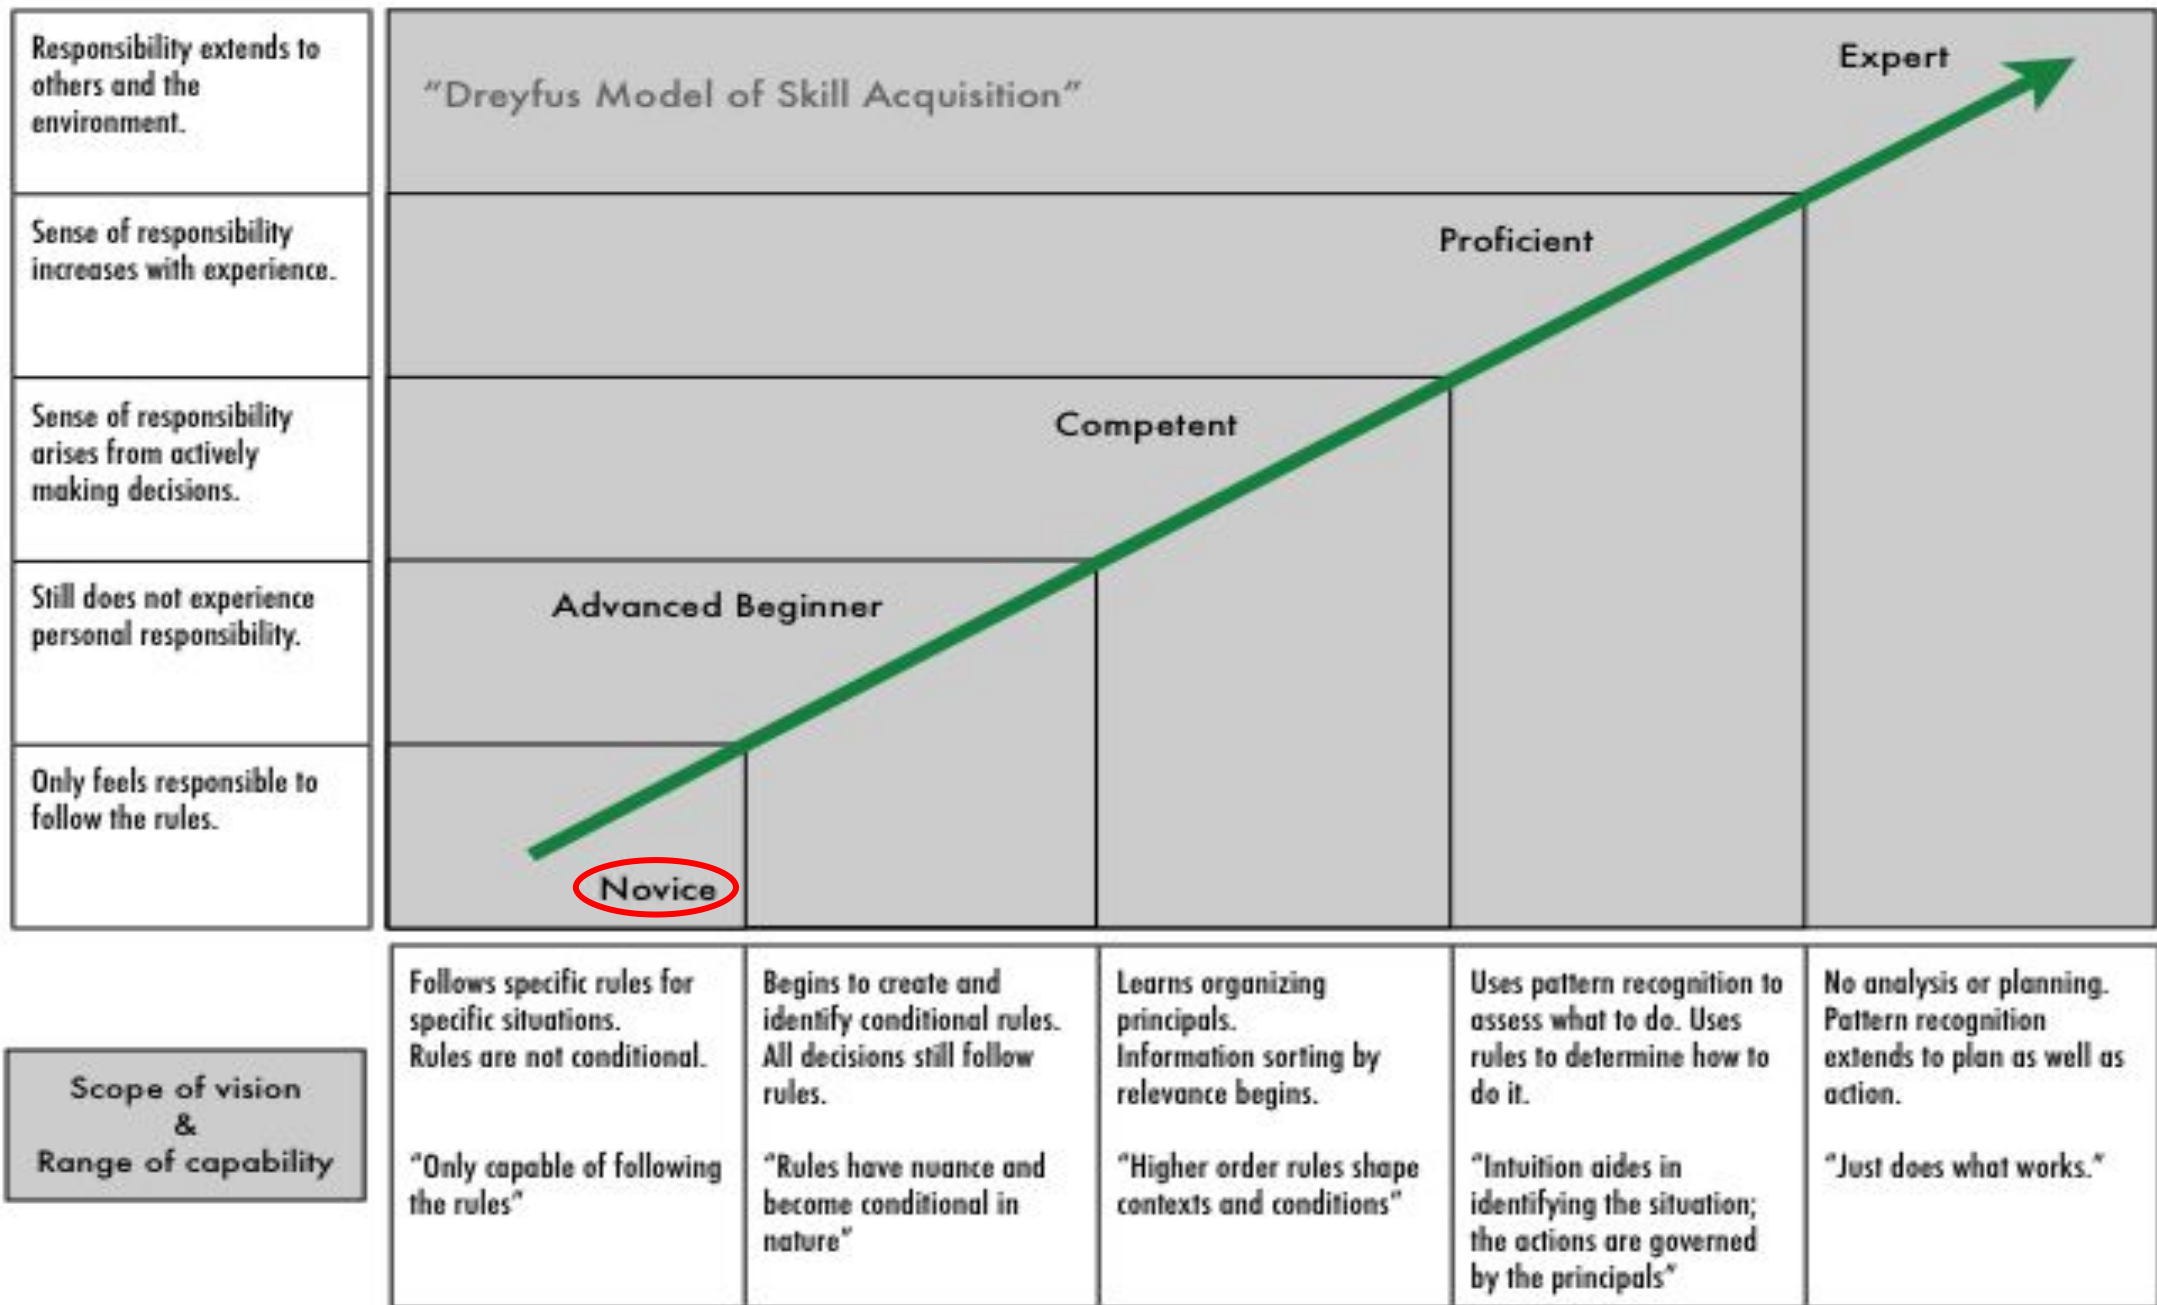 Responsibility extends to
others and the
environment.
"Dreyfus Model of Skill Acquisition"
Expert
Sense of responsibility
increases with experience.
Proficient
Sense of responsibility
arises from actively
making decisions.
Competent
Still does not experience
personal responsibility.
Advanced Beginner
Only feels responsible to
follow the rules.
Novice
Scope of vision
&
Range of capability
Follows specific rules for
specific situations.
Rules are not conditional.
"Only capable of following
the rules"
Begins to create and
identify conditional rules.
All decisions still follow
rules.
"Rules have nuance and
become conditional in
nature"
Learns organizing
principals.
Information sorting by
relevance begins.
"Higher order rules shape
contexts and conditions"
Uses pattern recognition to
assess what to do. Uses
rules to determine how to
do it.
"Intuition aides in
identifying the situation;
the actions are governed
by the principals"
No analysis or planning.
Pattern recognition
extends to plan as well as
action.
"Just does what works."